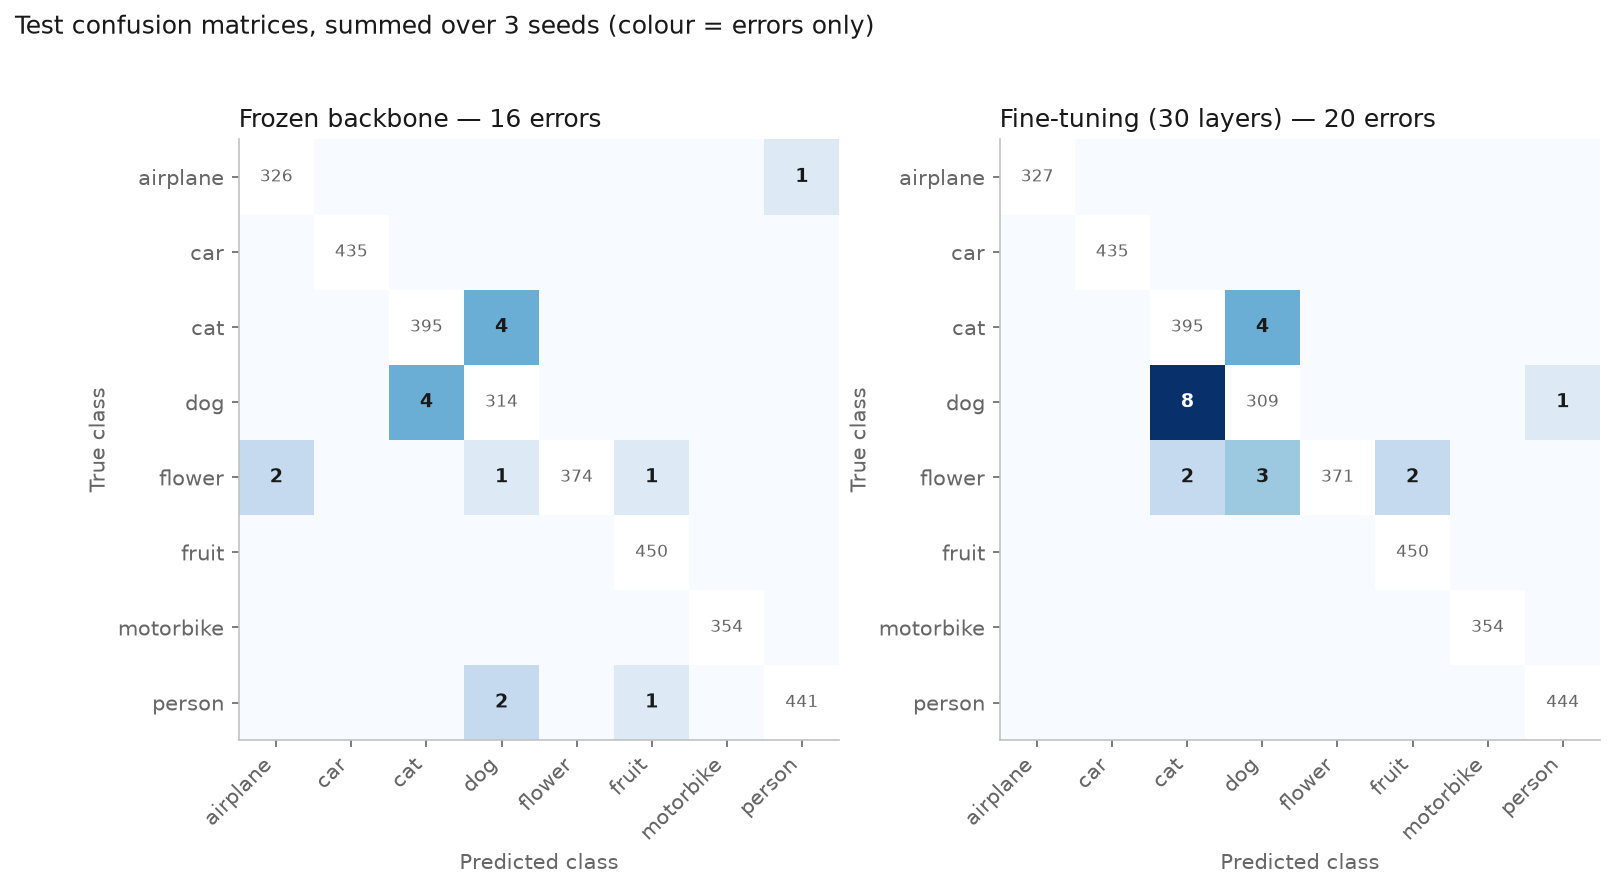 Test confusion matrices, summed over 3 seeds (colour = errors only)
Frozen backbone — 16 errors
True class
airplane 326 1
car 435
cat 395 4
dog 4 314
flower 2 1 374 1
fruit 450
motorbike 354
person 2 1 441
airplane car cat dog flower fruit motorbike person
Predicted class
Fine-tuning (30 layers) — 20 errors
True class
airplane 327
car 435
cat 395 4
dog 8 309 1
flower 2 3 371 2
fruit 450
motorbike 354
person 444
airplane car cat dog flower fruit motorbike person
Predicted class